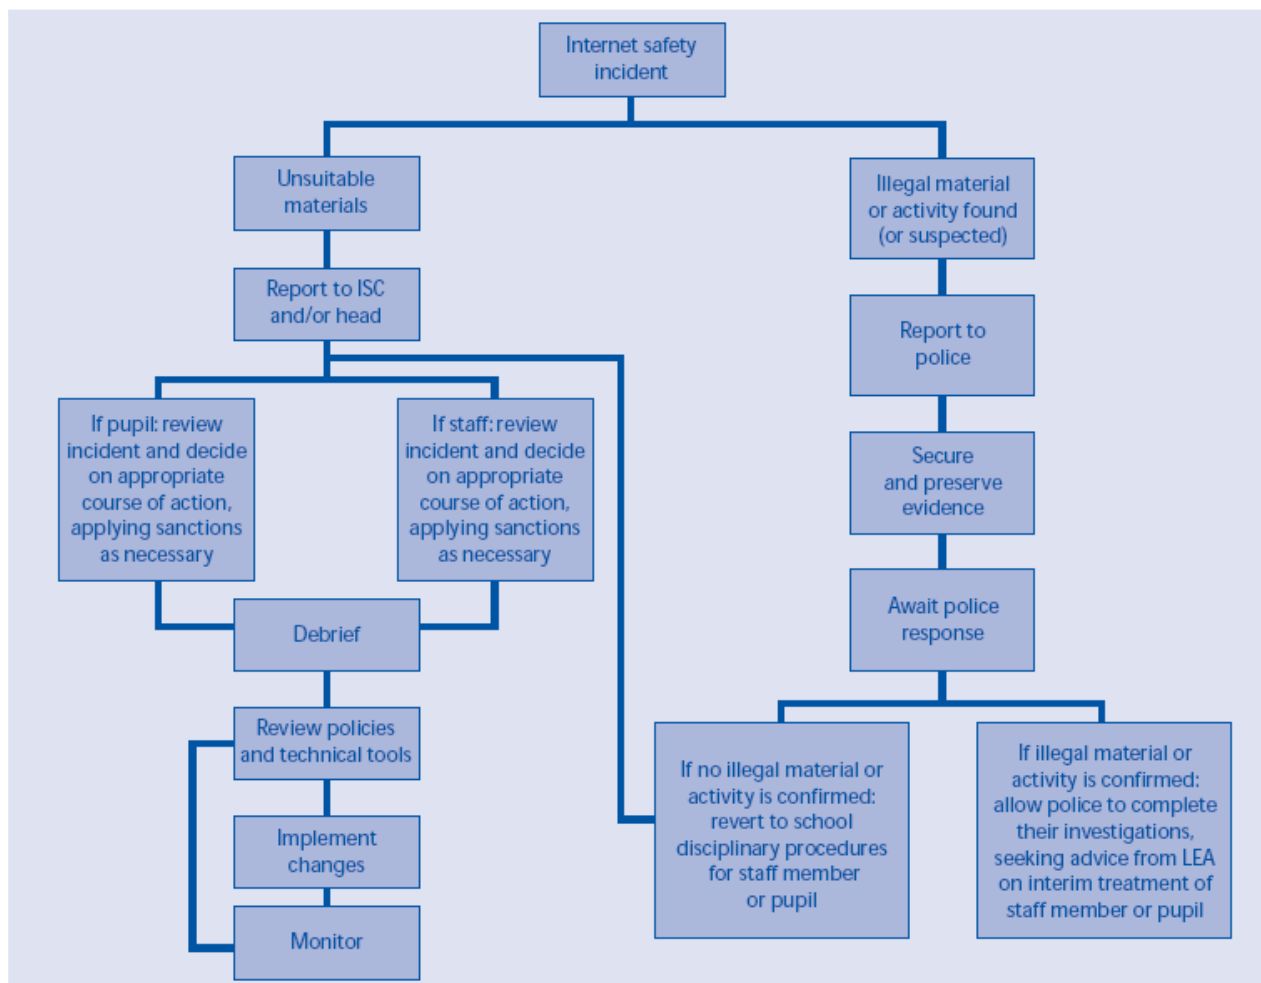 Internet safety
incident
Unsuitable
materials
Illegal material
or activity found
(or suspected)
Report to ISC
and/or head
Report to
police
If pupil: review
incident and decide
on appropriate
course of action,
applying sanctions
as necessary
If staff: review
incident and decide
on appropriate
course of action,
applying sanctions
as necessary
Secure
and preserve
evidence
Debrief
Await police
response
Review policies
and technical tools
Implement
changes
Monitor
If no illegal material or
activity is confirmed:
revert to school
disciplinary procedures
for staff member
or pupil
If illegal material or
activity is confirmed:
allow police to complete
their investigations,
seeking advice from LEA
on interim treatment of
staff member or pupil